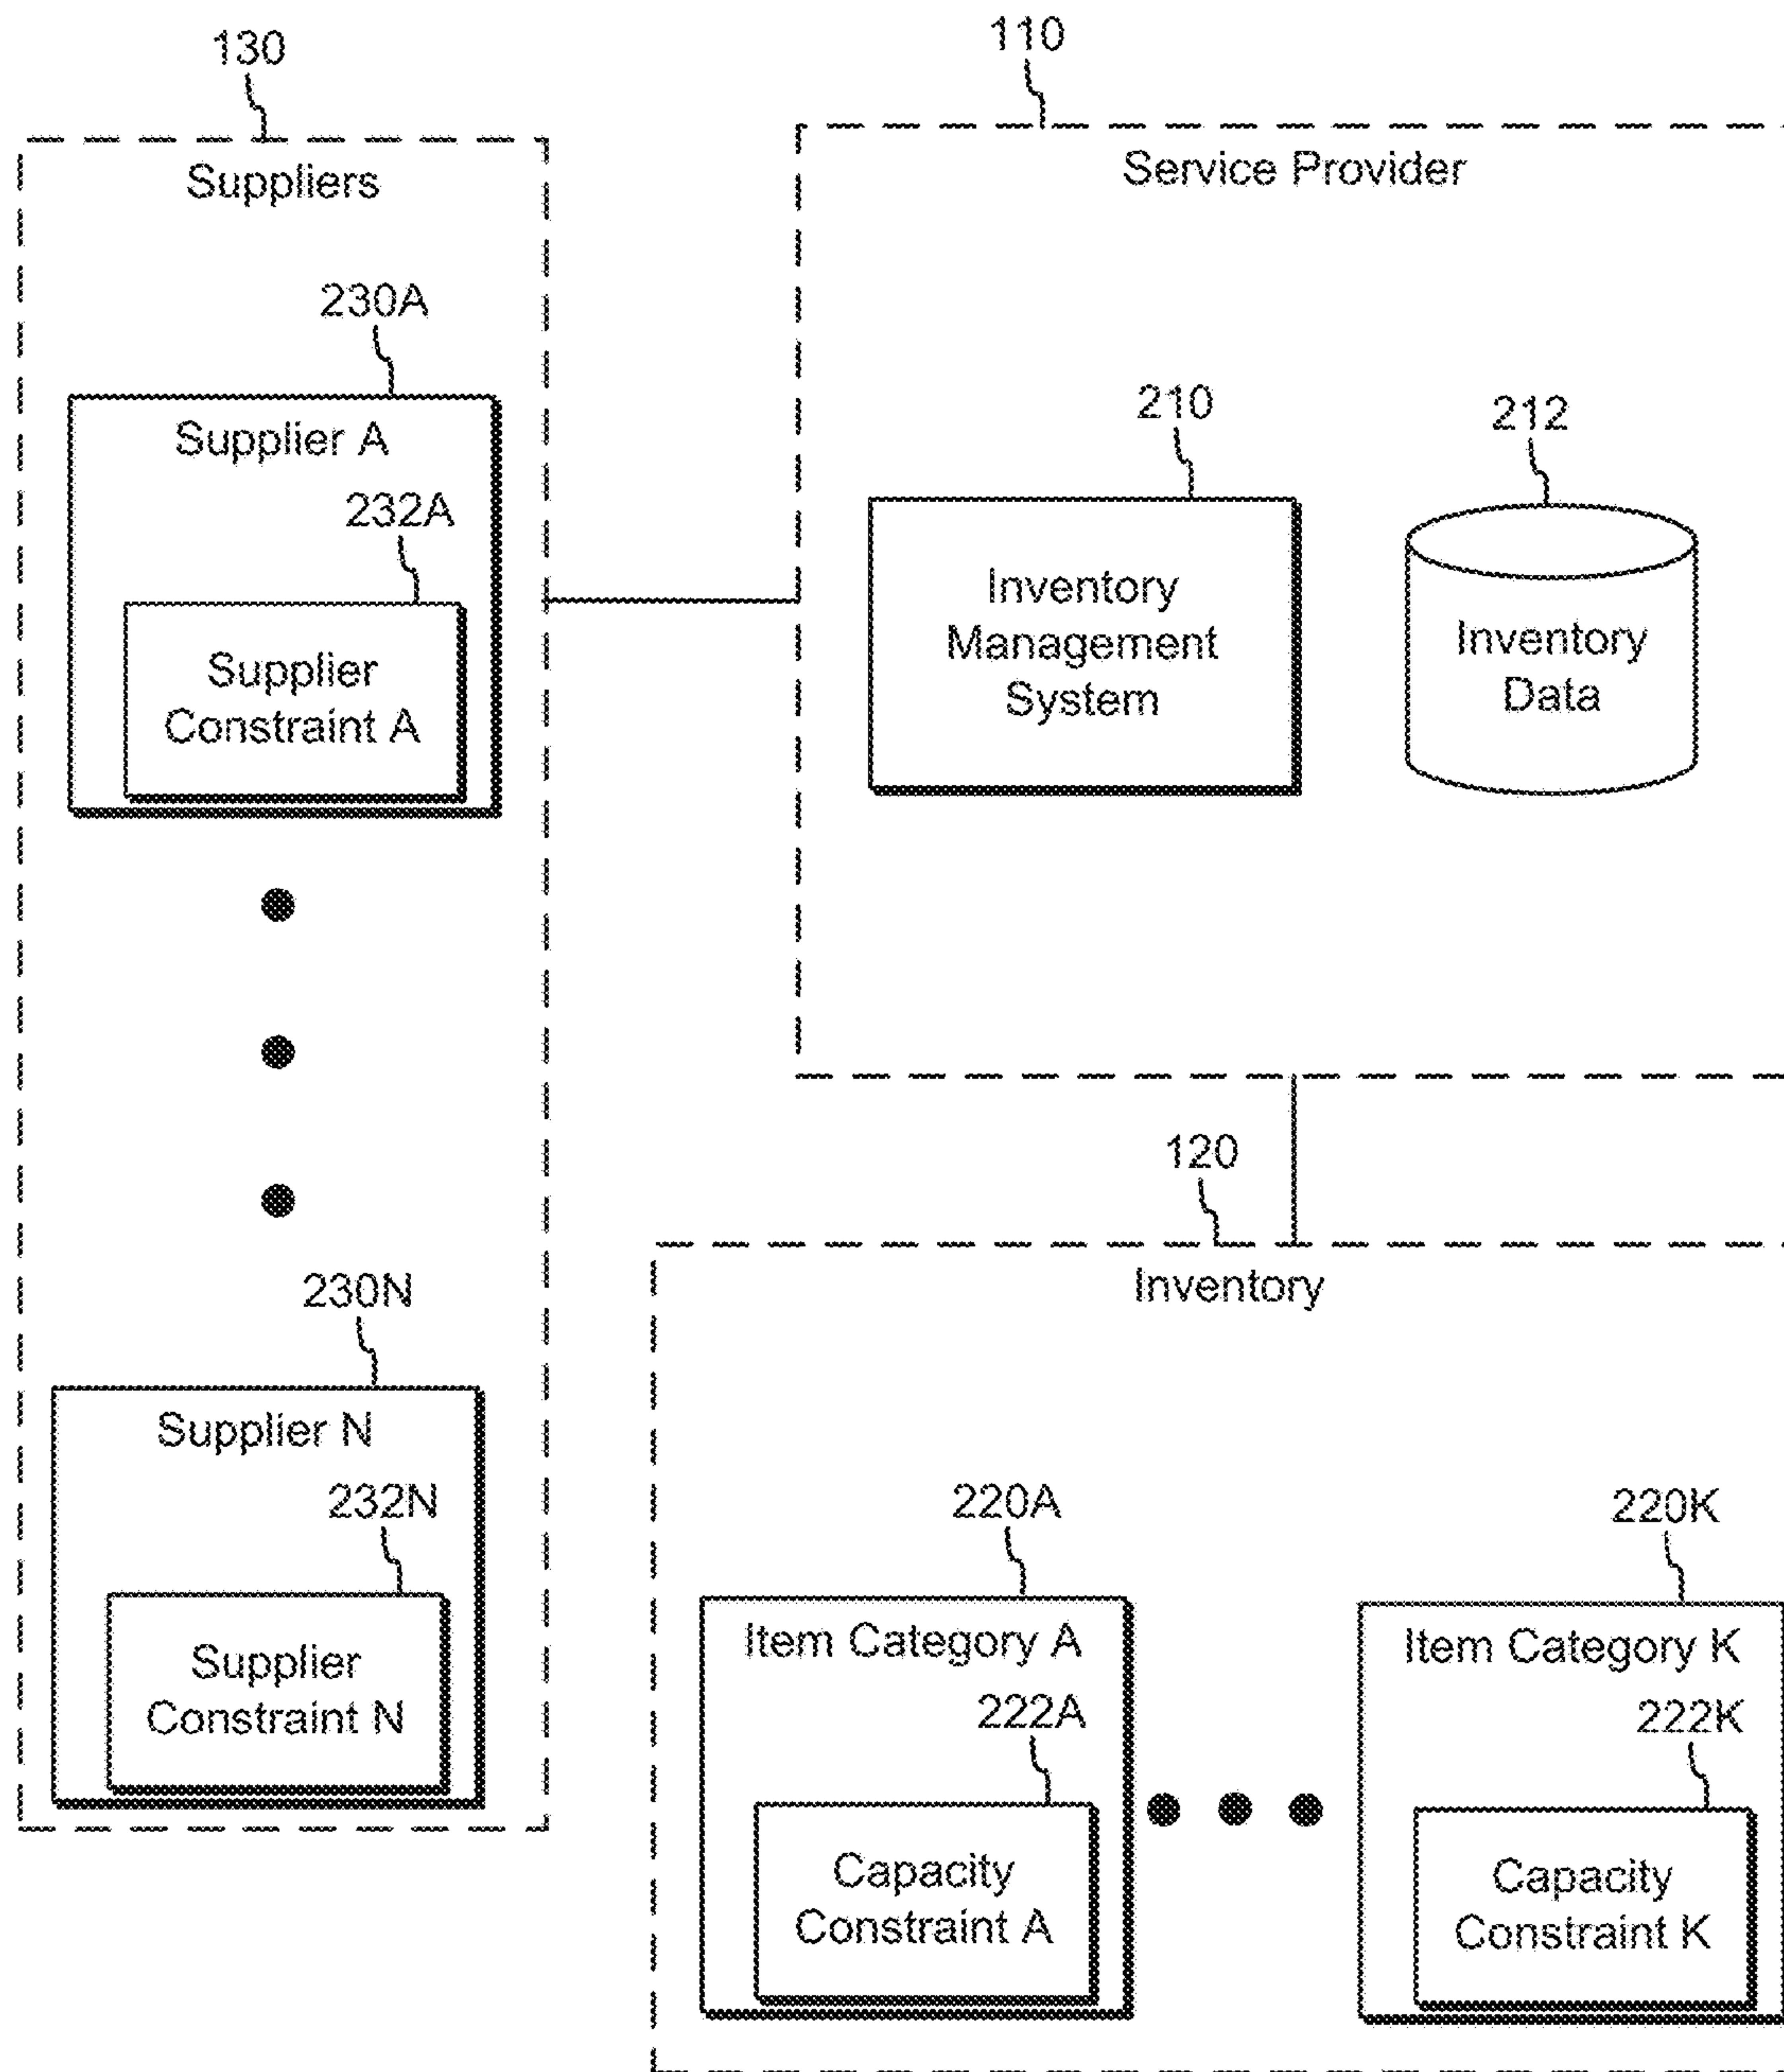 130
Suppliers
230A
Supplier A
232A
Supplier
Constraint A
230N
Supplier N
232N
Supplier
Constraint N
110
Service Provider
210
Inventory
Management
System
212
Inventory
Data
120
Inventory
220A
Item Category A
222A
Capacity
Constraint A
220K
Item Category K
222K
Capacity
Constraint K